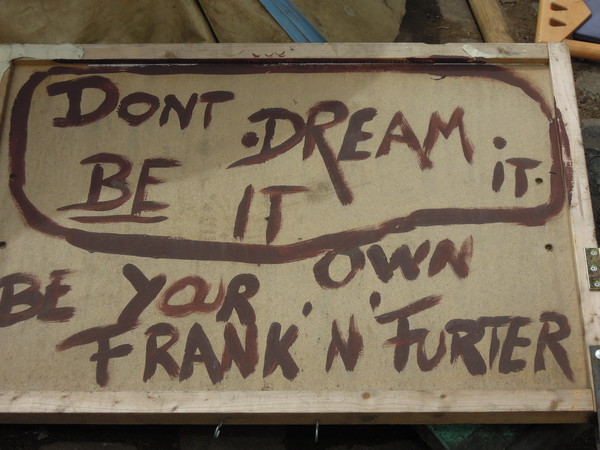 DONT .DREAM iT
BE IT
BE YOUR OWN
FRANK 'N' FURTER